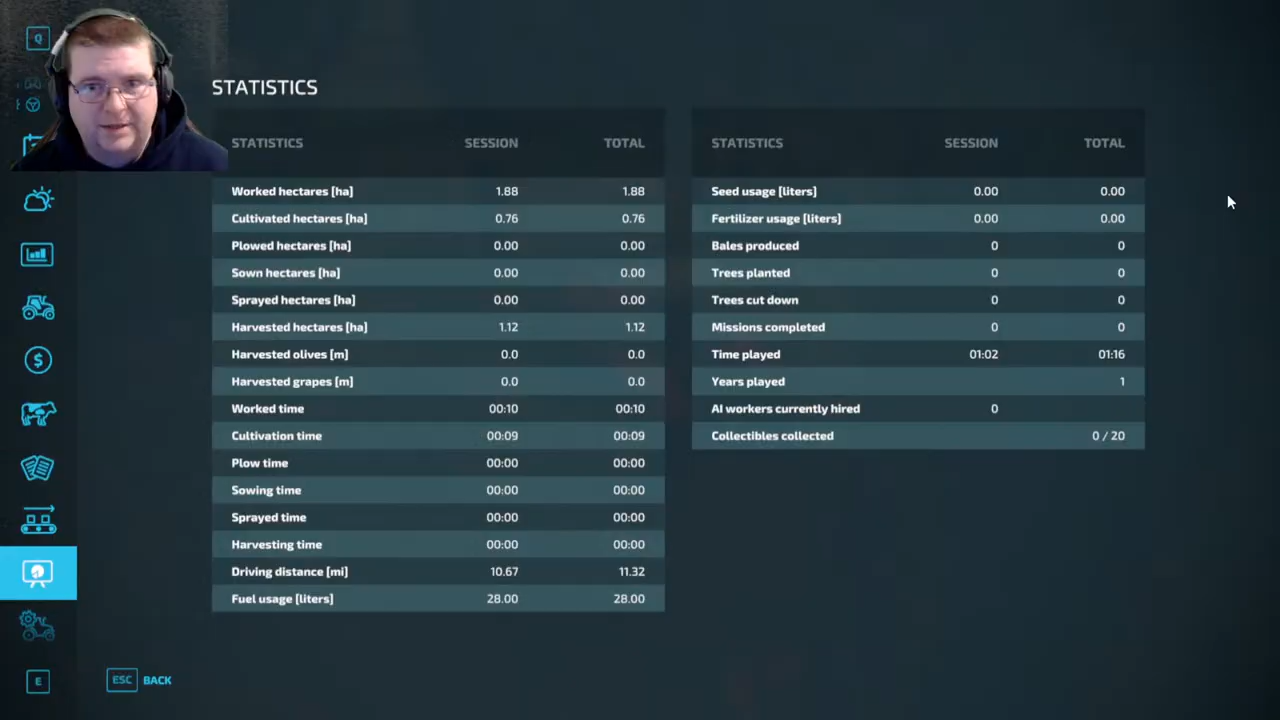 Q
STATISTICS
STATISTICS SESSION TOTAL
Worked hectares [ha] 1.88 1.88
Cultivated hectares [ha] 0.76 0.76
Plowed hectares [ha] 0.00 0.00
Sown hectares [ha] 0.00 0.00
Sprayed hectares [ha] 0.00 0.00
Harvested hectares [ha] 1.12 1.12
Harvested olives [m] 0.0 0.0
Harvested grapes [m] 0.0 0.0
Worked time 00:10 00:10
Cultivation time 00:09 00:09
Plow time 00:00 00:00
Sowing time 00:00 00:00
Sprayed time 00:00 00:00
Harvesting time 00:00 00:00
Driving distance [mi] 10.67 11.32
Fuel usage [liters] 28.00 28.00
STATISTICS SESSION TOTAL
Seed usage [liters] 0.00 0.00
Fertilizer usage [liters] 0.00 0.00
Bales produced 0 0
Trees planted 0 0
Trees cut down 0 0
Missions completed 0 0
Time played 01:02 01:16
Years played 1
AI workers currently hired 0
Collectibles collected 0 / 20
E
ESC BACK